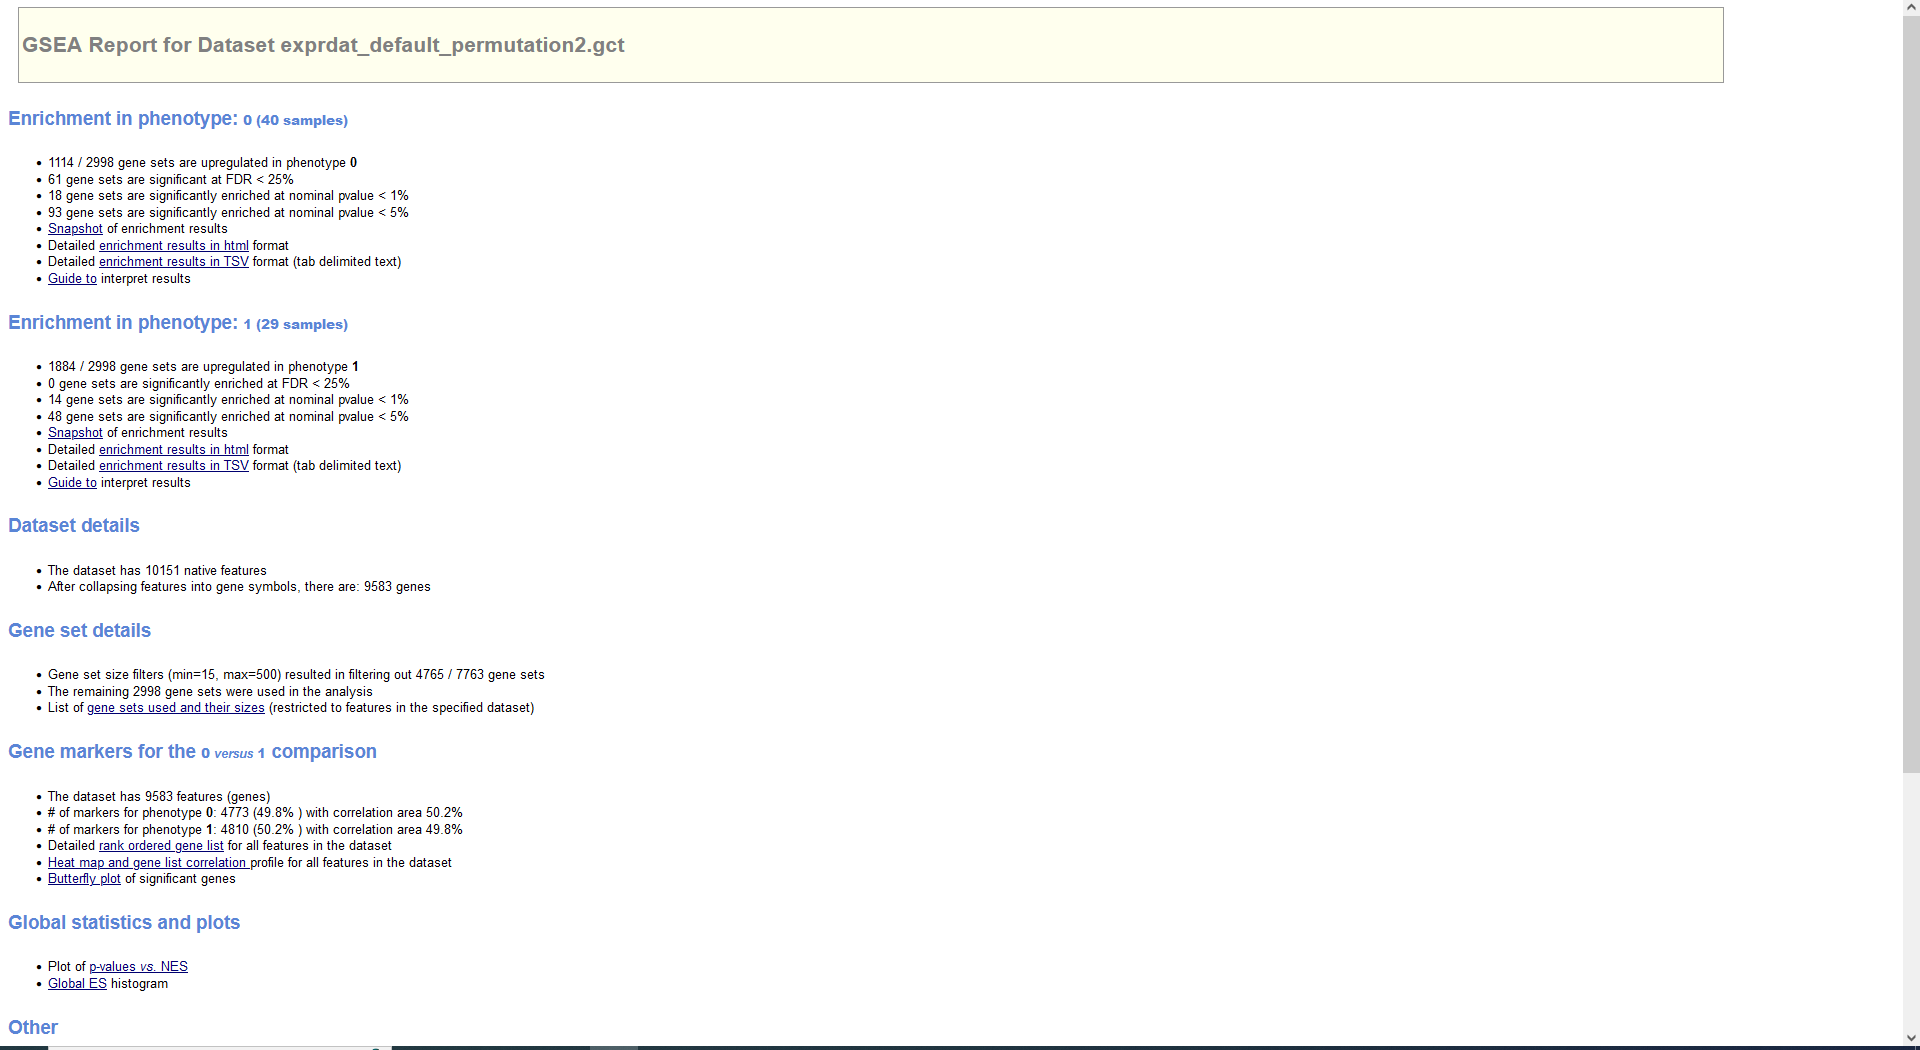 GSEA Report for Dataset exprdat_default_permutation2.gct
Enrichment in phenotype: 0 (40 samples)
• 1114 / 2998 gene sets are upregulated in phenotype 0
• 61 gene sets are significant at FDR < 25%
• 18 gene sets are significantly enriched at nominal pvalue < 1%
• 93 gene sets are significantly enriched at nominal pvalue < 5%
• Snapshot of enrichment results
• Detailed enrichment results in html format
• Detailed enrichment results in TSV format (tab delimited text)
• Guide to interpret results
Enrichment in phenotype: 1 (29 samples)
• 1884 / 2998 gene sets are upregulated in phenotype 1
• 0 gene sets are significantly enriched at FDR < 25%
• 14 gene sets are significantly enriched at nominal pvalue < 1%
• 48 gene sets are significantly enriched at nominal pvalue < 5%
• Snapshot of enrichment results
• Detailed enrichment results in html format
• Detailed enrichment results in TSV format (tab delimited text)
• Guide to interpret results
Dataset details
• The dataset has 10151 native features
• After collapsing features into gene symbols, there are: 9583 genes
Gene set details
• Gene set size filters (min=15, max=500) resulted in filtering out 4765 / 7763 gene sets
• The remaining 2998 gene sets were used in the analysis
• List of gene sets used and their sizes (restricted to features in the specified dataset)
Gene markers for the 0 versus 1 comparison
• The dataset has 9583 features (genes)
• # of markers for phenotype 0: 4773 (49.8% ) with correlation area 50.2%
• # of markers for phenotype 1: 4810 (50.2% ) with correlation area 49.8%
• Detailed rank ordered gene list for all features in the dataset
• Heat map and gene list correlation profile for all features in the dataset
• Butterfly plot of significant genes
Global statistics and plots
• Plot of p-values vs. NES
• Global ES histogram
Other